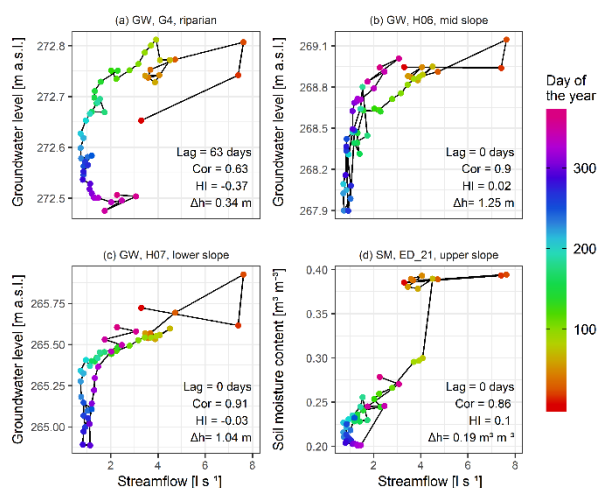 (a) GW, G4, riparian
(b) GW, H06, mid slope
Groundwater level [m a.s.l.]
272.8
272.7
272.6
272.5
Lag = 63 days
Cor = 0.63
HI = -0.37
Δh = 0.34 m
Groundwater level [m a.s.l.]
269.1
268.8
268.5
268.2
267.9
Lag = 0 days
Cor = 0.9
HI = 0.02
Δh = 1.25 m
Day of
the year
300
200
100
(c) GW, H07, lower slope
(d) SM, ED_21, upper slope
Groundwater level [m a.s.l.]
265.75
265.50
265.25
265.00
Lag = 0 days
Cor = 0.91
HI = -0.03
Δh= 1.04 m
2
4
6
8
Streamflow [l s⁻¹]
Soil moisture content [m³ m⁻³]
0.40
0.35
0.30
0.25
0.20
Lag = 0 days
Cor = 0.86
HI = 0.1
Δh= 0.19 m³ m⁻³
2
4
6
8
Streamflow [l s⁻¹]